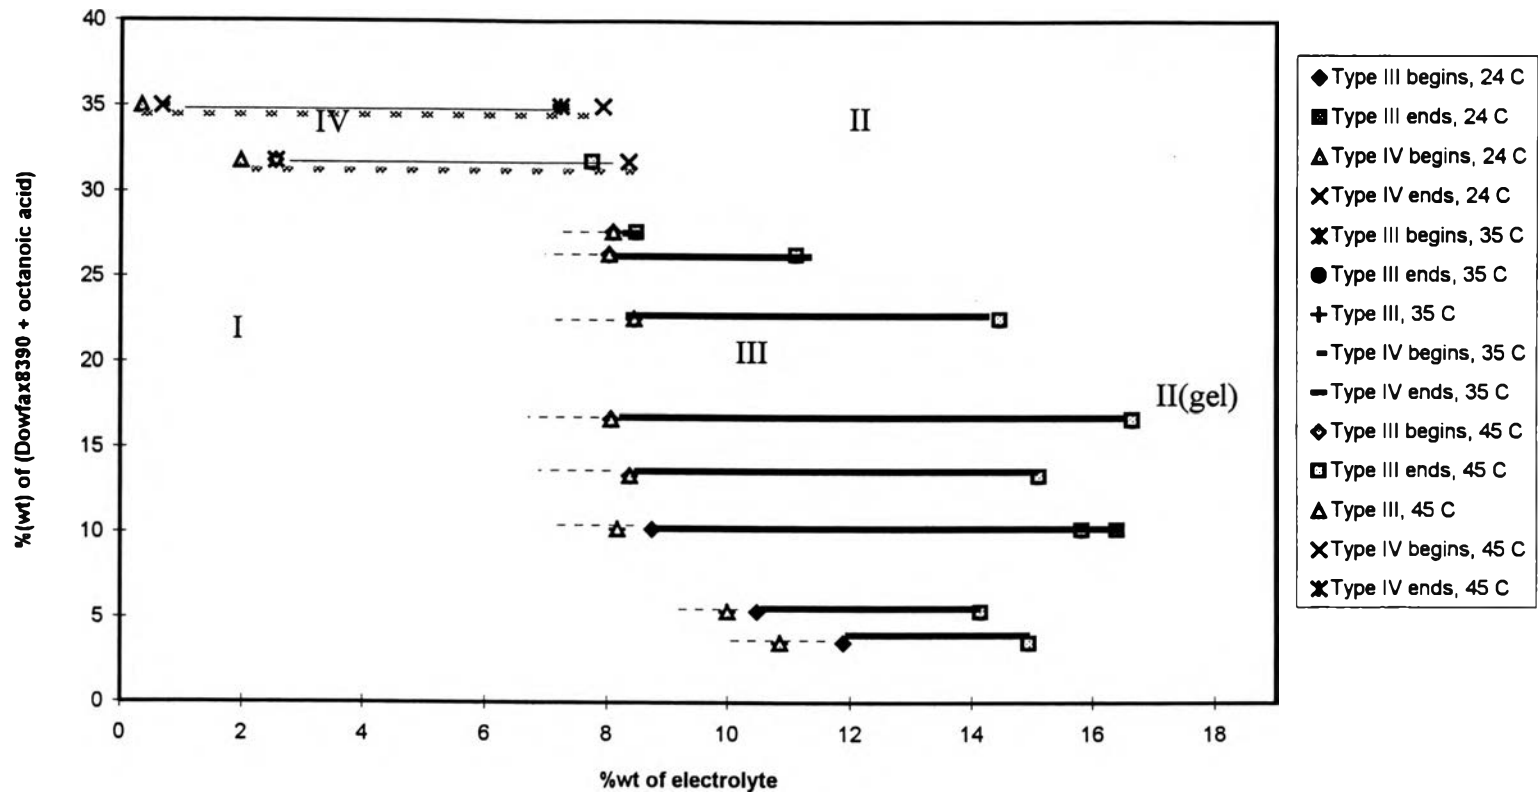 40
35
30
25
20
15
10
5
0
%(wt) of (Dowfax8390 + octanoic acid)
0 2 4 6 8 10 12 14 16 18
%wt of electrolyte
IV
II
I
III
II(gel)
Type III begins, 24 C
Type III ends, 24 C
Type IV begins, 24 C
Type IV ends, 24 C
Type III begins, 35 C
Type III ends, 35 C
Type III, 35 C
Type IV begins, 35 C
Type IV ends, 35 C
Type III begins, 45 C
Type III ends, 45 C
Type III, 45 C
Type IV begins, 45 C
Type IV ends, 45 C